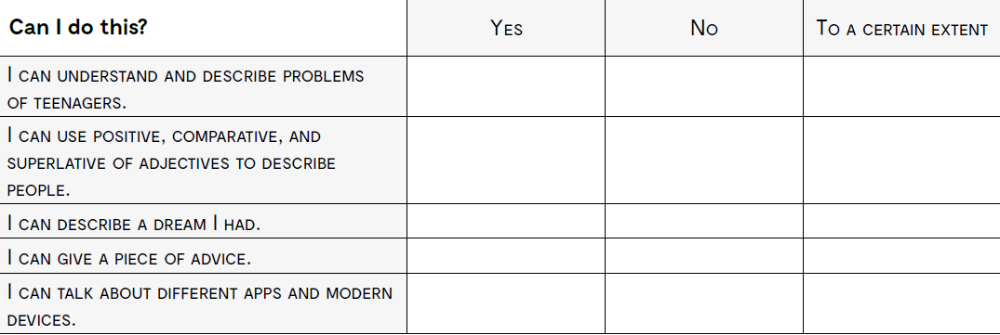 Can I do this? Yes No To a certain extent
I can understand and describe problems
of teenagers.
I can use positive, comparative, and
superlative of adjectives to describe
people.
I can describe a dream I had.
I can give a piece of advice.
I can talk about different apps and modern
devices.